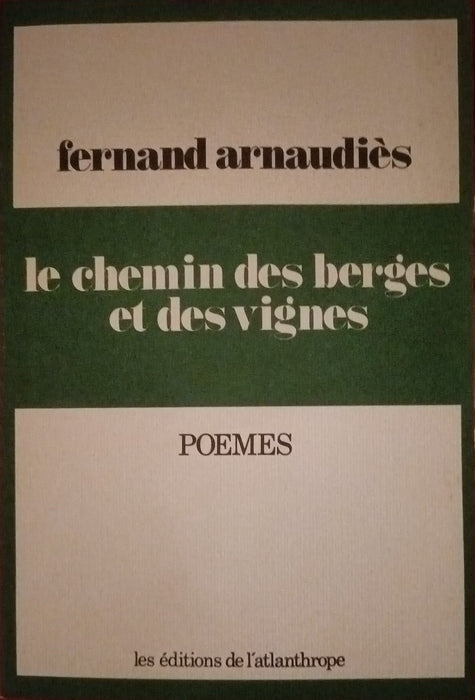 fernand arnaudiès
le chemin des berges
et des vignes
POEMES
les éditions de l'atlanthrope